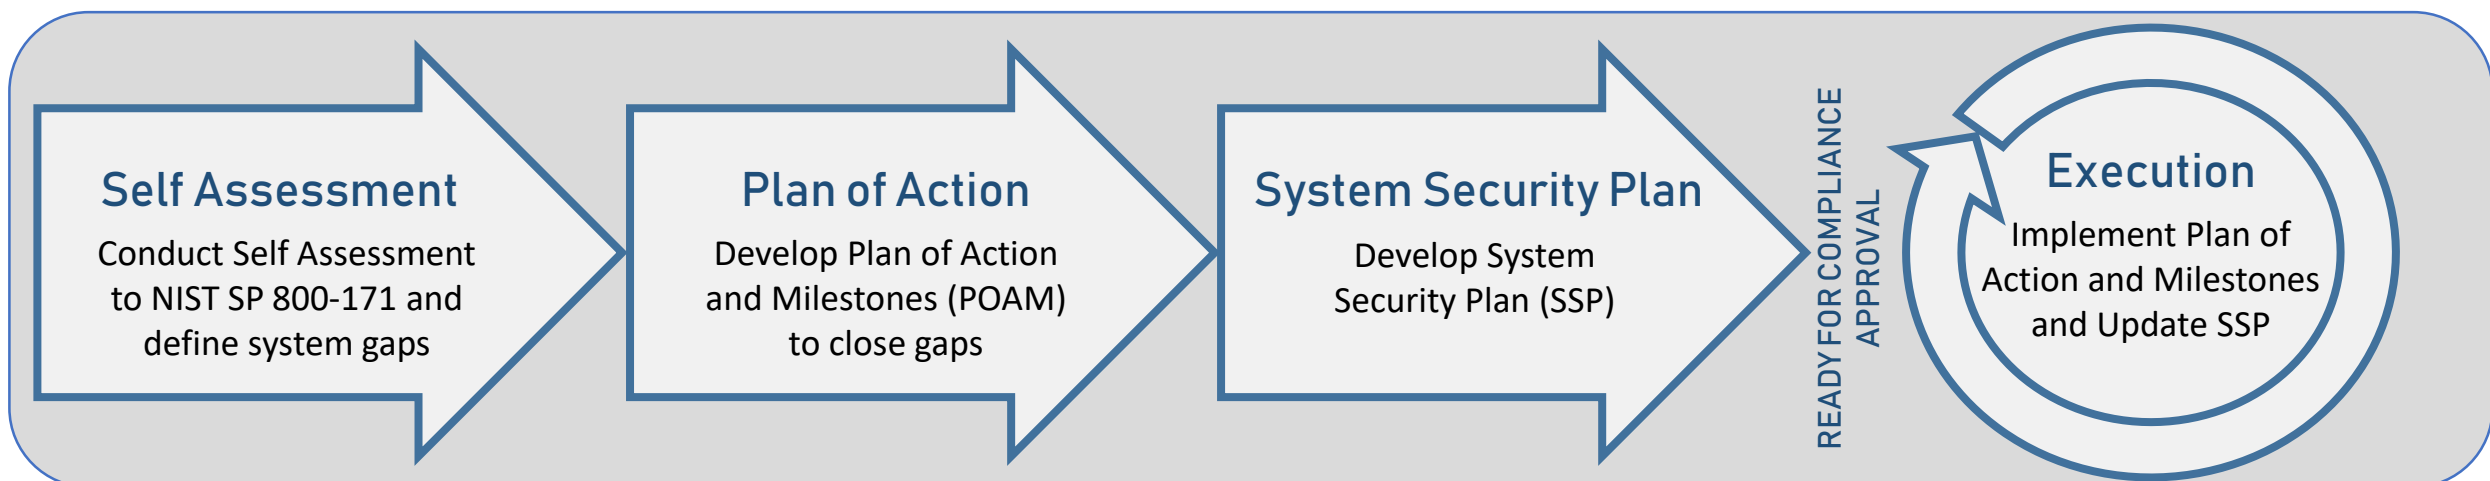 Self Assessment
Conduct Self Assessment
to NIST SP 800-171 and
define system gaps
Plan of Action
Develop Plan of Action
and Milestones (POAM)
to close gaps
System Security Plan
Develop System
Security Plan (SSP)
READY FOR COMPLIANCE
APPROVAL
Execution
Implement Plan of
Action and Milestones
and Update SSP